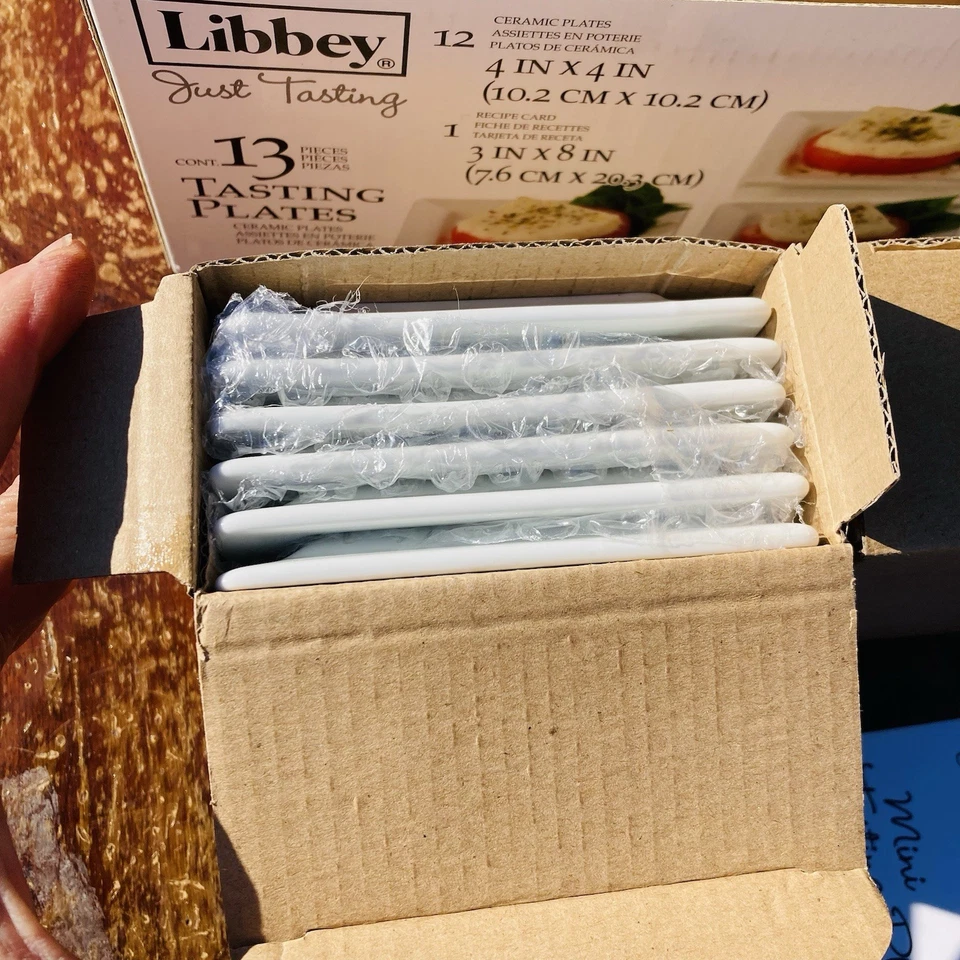 Libbey®
Just Tasting
CONT. 13 PIECES
PIÈCES
PIEZAS
TASTING
PLATES
CERAMIC PLATES
ASSIETTES EN POTERIE
PLATOS DE CERÁMICA
12 CERAMIC PLATES
ASSIETTES EN POTERIE
PLATOS DE CERÁMICA
4 IN X 4 IN
(10.2 CM X 10.2 CM)
1 RECIPE CARD
FICHE DE RECETTES
TARJETA DE RECETA
3 IN X 8 IN
(7.6 CM X 20.3 CM)
Mini